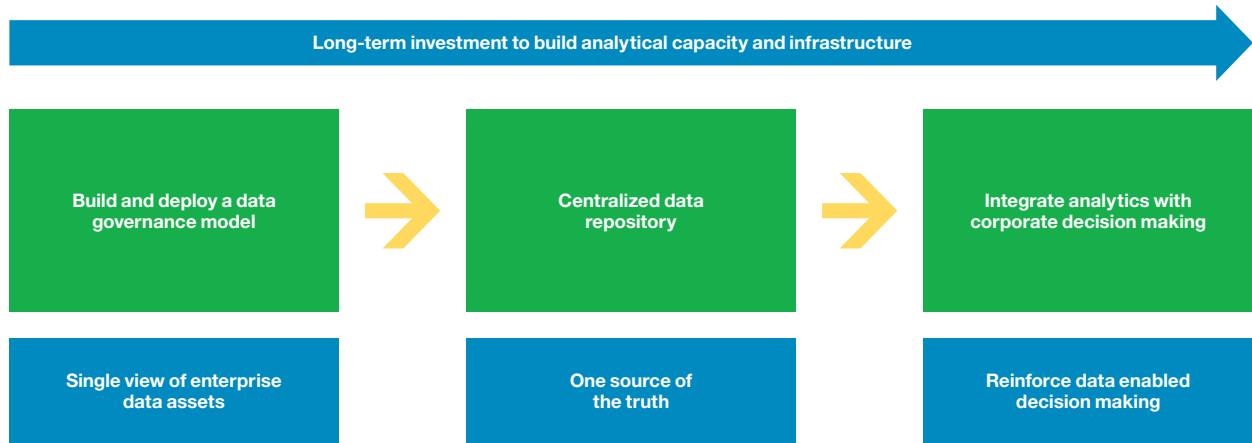 Long-term investment to build analytical capacity and infrastructure
Build and deploy a data
governance model
Centralized data
repository
Integrate analytics with
corporate decision making
Single view of enterprise
data assets
One source of
the truth
Reinforce data enabled
decision making